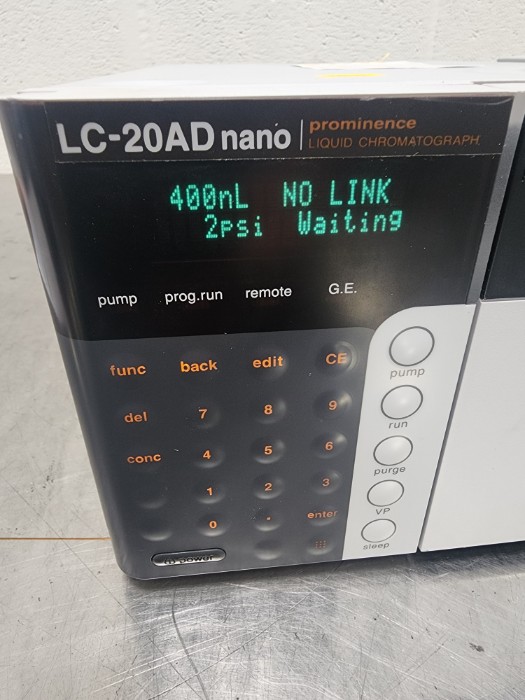 LC-20AD nano | prominence
LIQUID CHROMATOGRAPH
400nL NO LINK
2psi Waiting
pump prog.run remote G.E.
func back edit CE
del 7 8 9
conc 4 5 6
1 2 3
0 . enter
pump
run
purge
VP
sleep
power